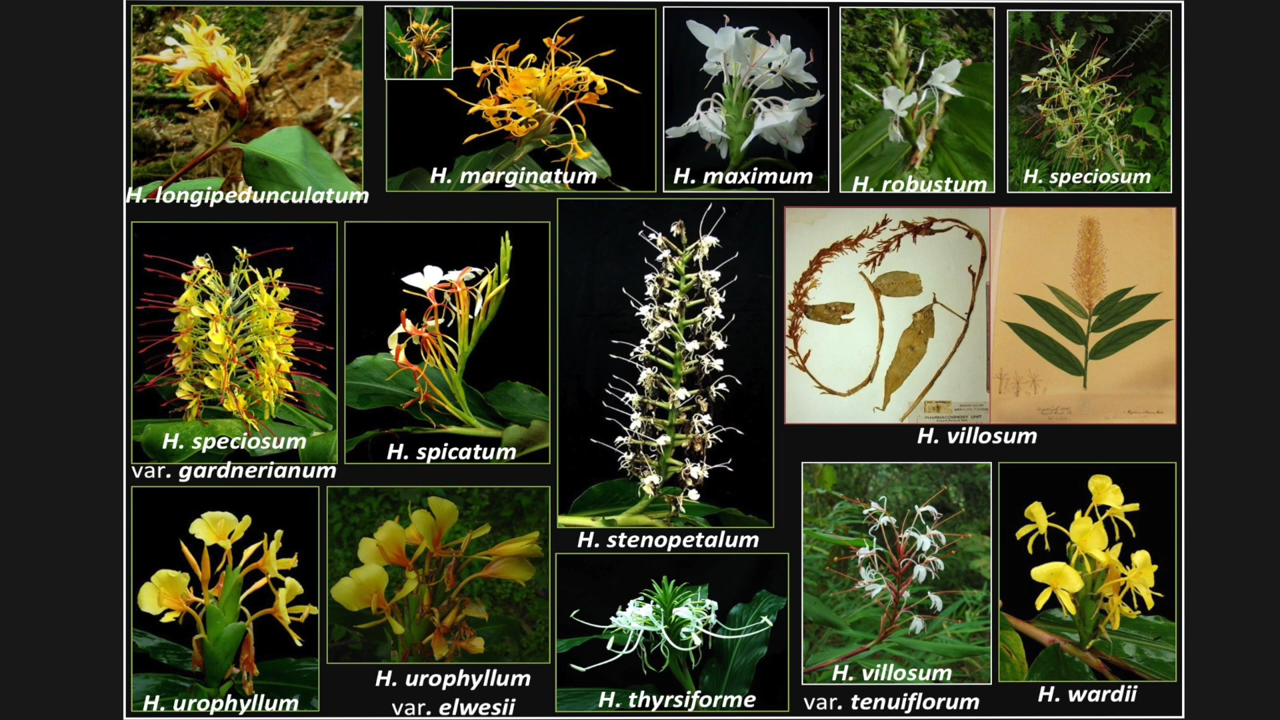 H. longipedunculatum
H. marginatum
H. maximum
H. robustum
H. speciosum
H. speciosum
var. gardnerianum
H. spicatum
H. stenopetalum
H. villosum
H. urophyllum
H. urophyllum
var. elwesii
H. thyrsiforme
H. villosum
var. tenuiflorum
H. wardii